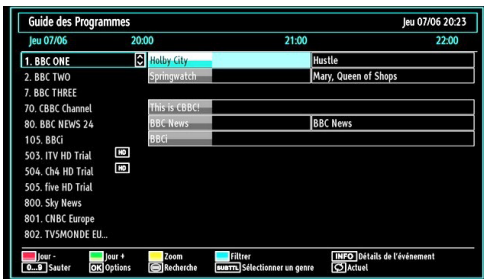 Guide des Programmes Jeu 07/06 20:23
Jeu 07/06 20:00 21:00 22:00
1. BBC ONE Holby City Hustle
2. BBC TWO Springwatch Mary, Queen of Shops
7. BBC THREE
70. CBBC Channel This is CBBC!
80. BBC NEWS 24 BBC News BBC News
105. BBCi BBCi
503. ITV HD Trial HD
504. Ch4 HD Trial HD
505. five HD Trial
800. Sky News
801. CNBC Europe
802. TV5MONDE EU...
Jour - Jour + Zoom Filtrer INFO Détails de l'événement
0...9 Sauter OK Options Recherche SUBTTL Sélectionner un genre Actuel